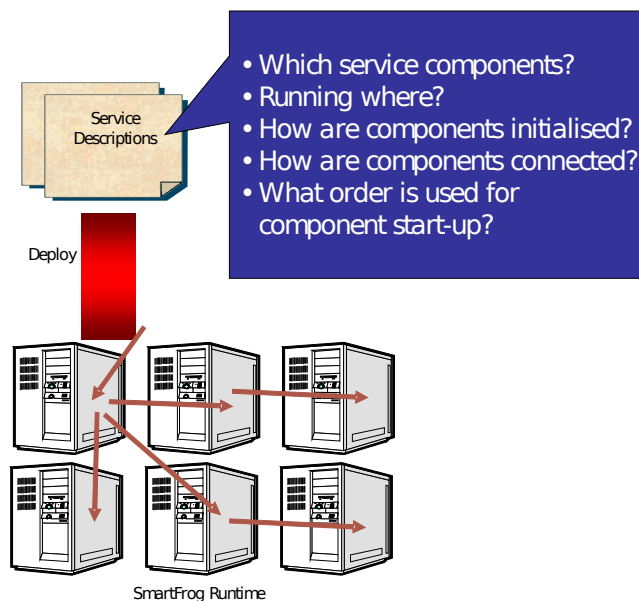 • Which service components?
• Running where?
• How are components initialised?
• How are components connected?
• What order is used for
component start-up?
Service
Descriptions
Deploy
SmartFrog Runtime